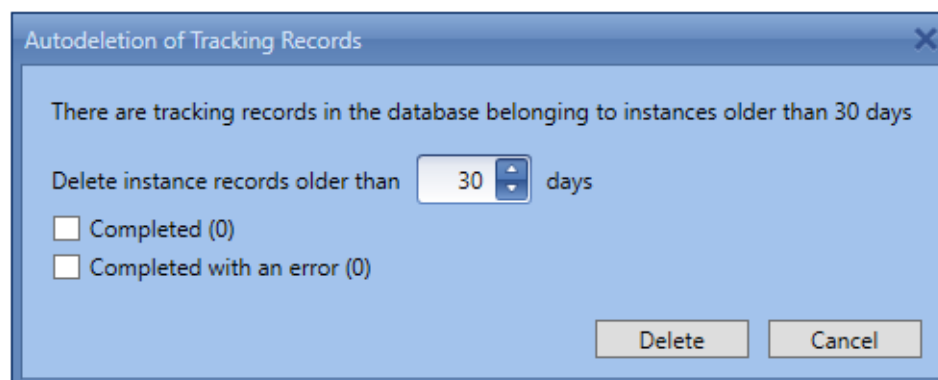 Autodeletion of Tracking Records
There are tracking records in the database belonging to instances older than 30 days
Delete instance records older than 30 days
Completed (0)
Completed with an error (0)
Delete Cancel